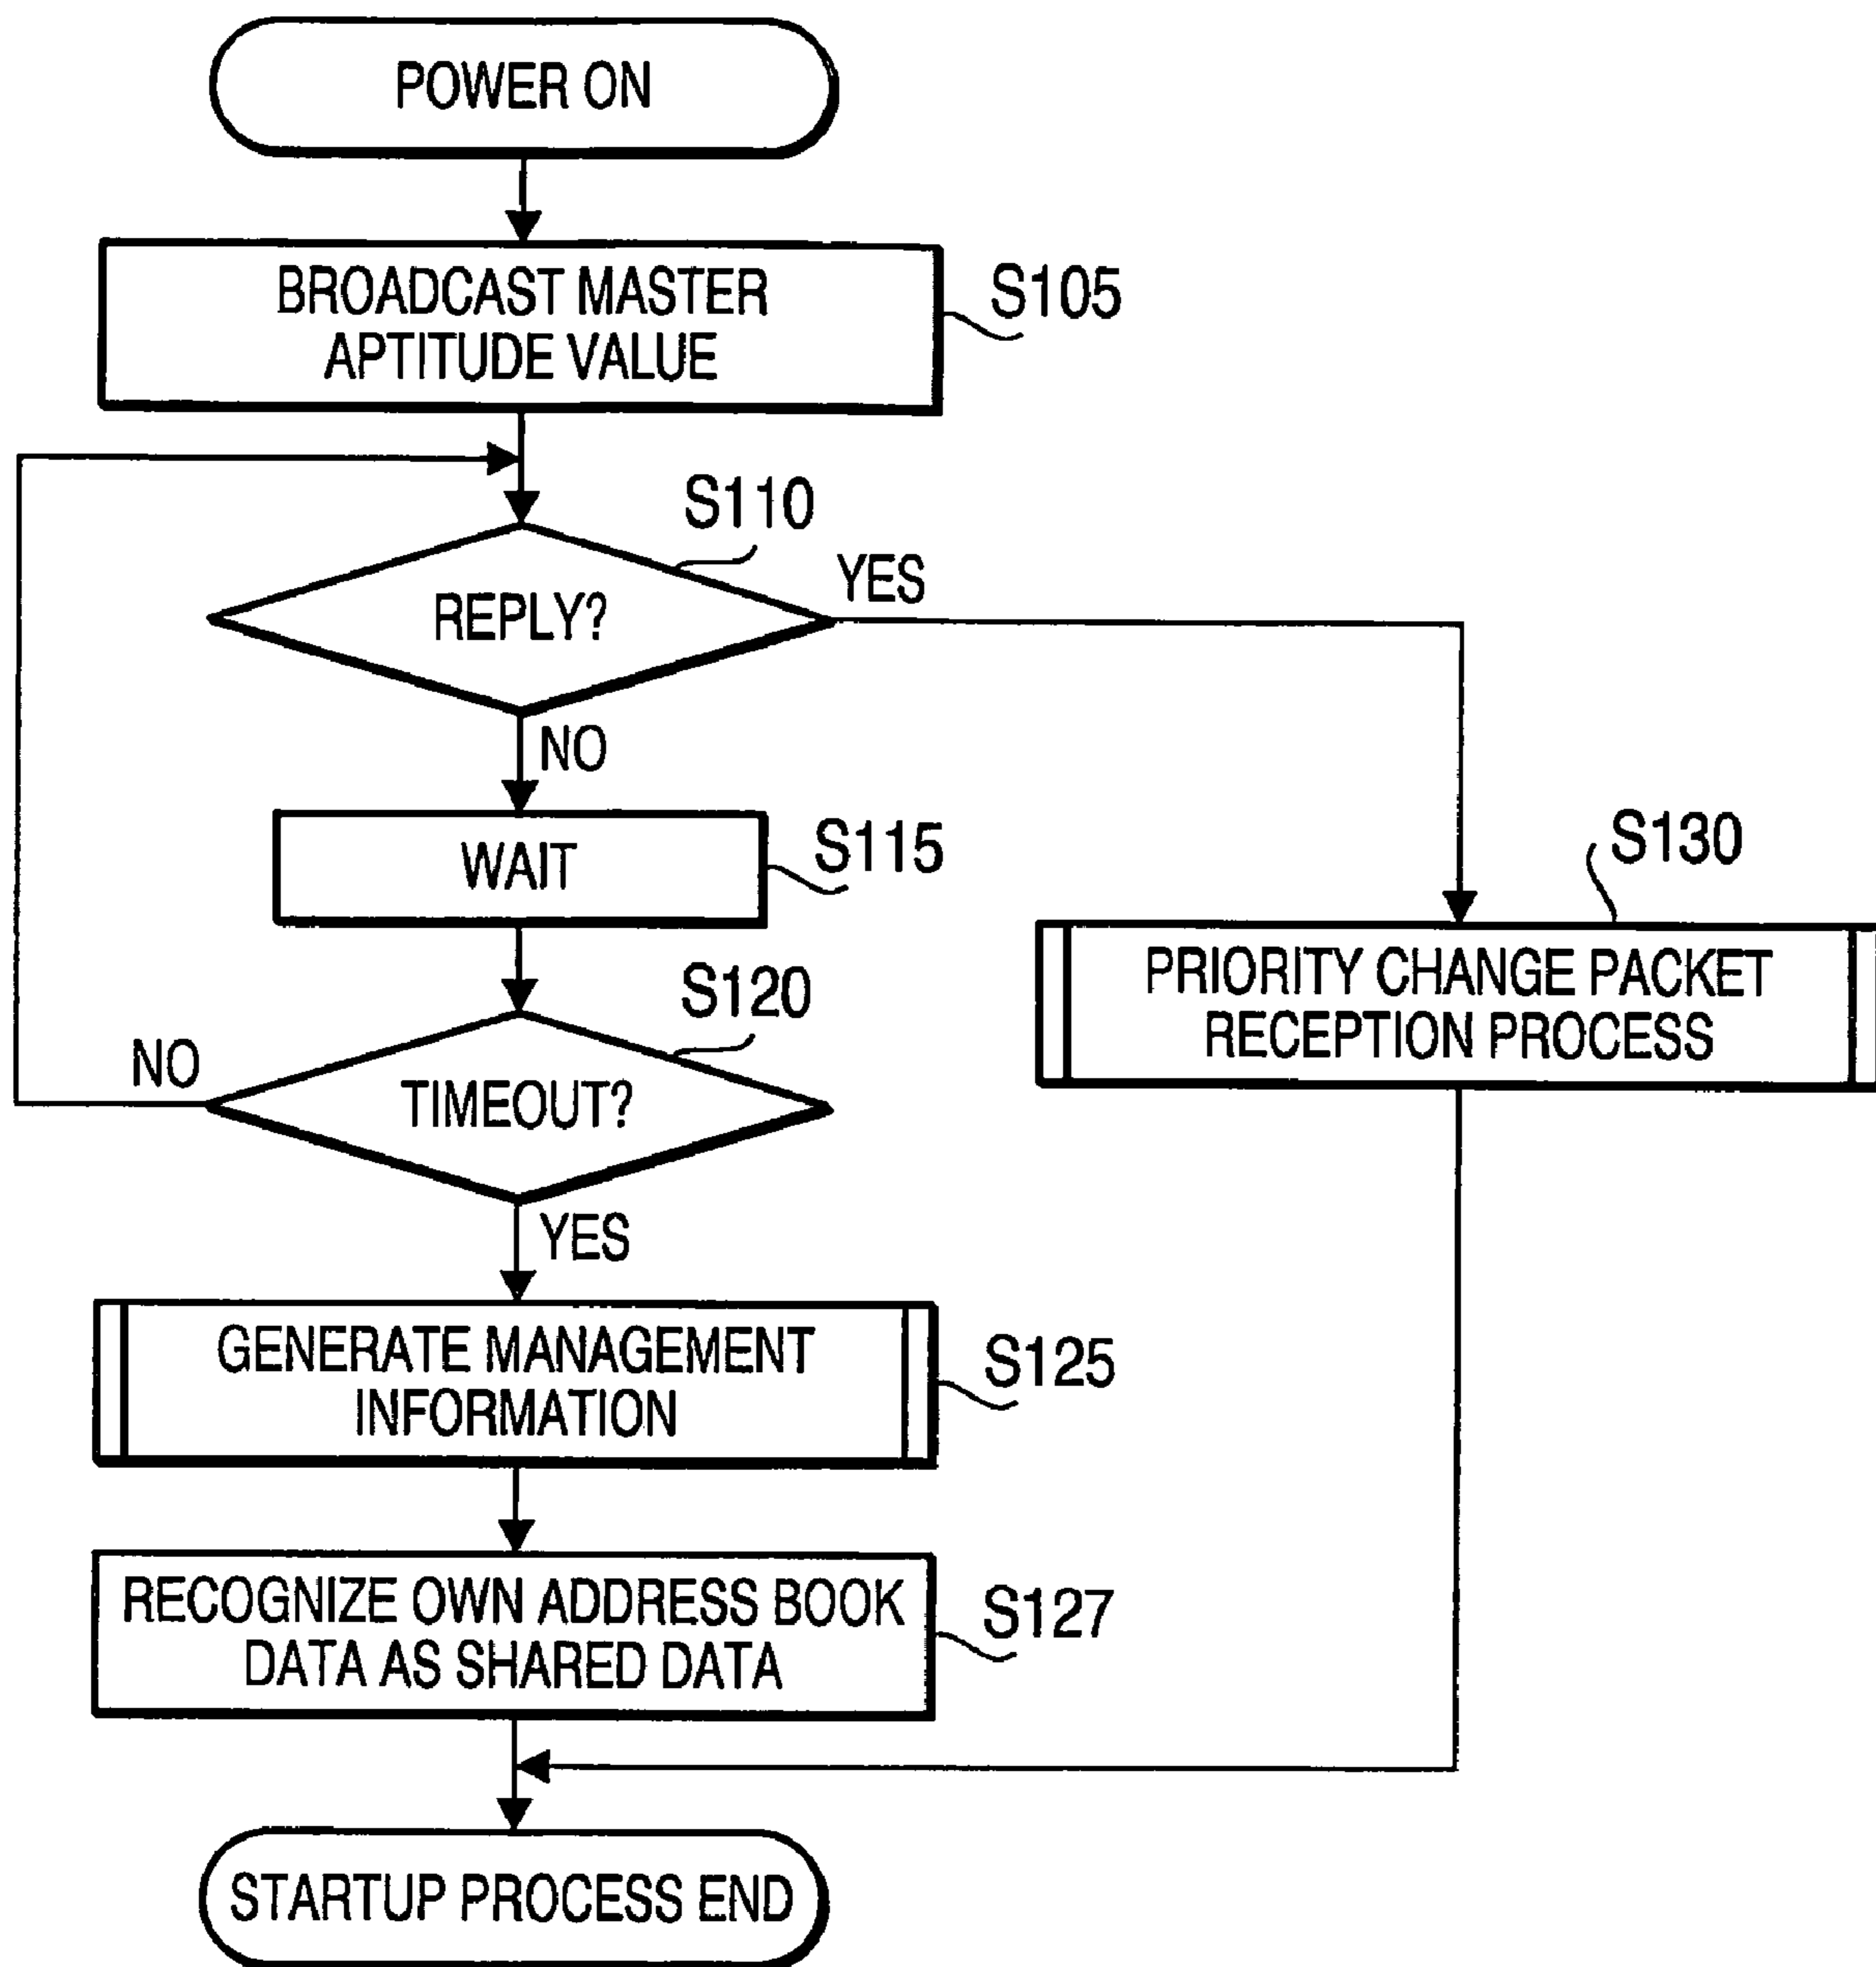 POWER ON
BROADCAST MASTER
APTITUDE VALUE
S105
S110
REPLY?
YES
NO
WAIT
S115
S130
PRIORITY CHANGE PACKET
RECEPTION PROCESS
S120
NO
TIMEOUT?
YES
GENERATE MANAGEMENT
INFORMATION
S125
RECOGNIZE OWN ADDRESS BOOK
DATA AS SHARED DATA
S127
STARTUP PROCESS END